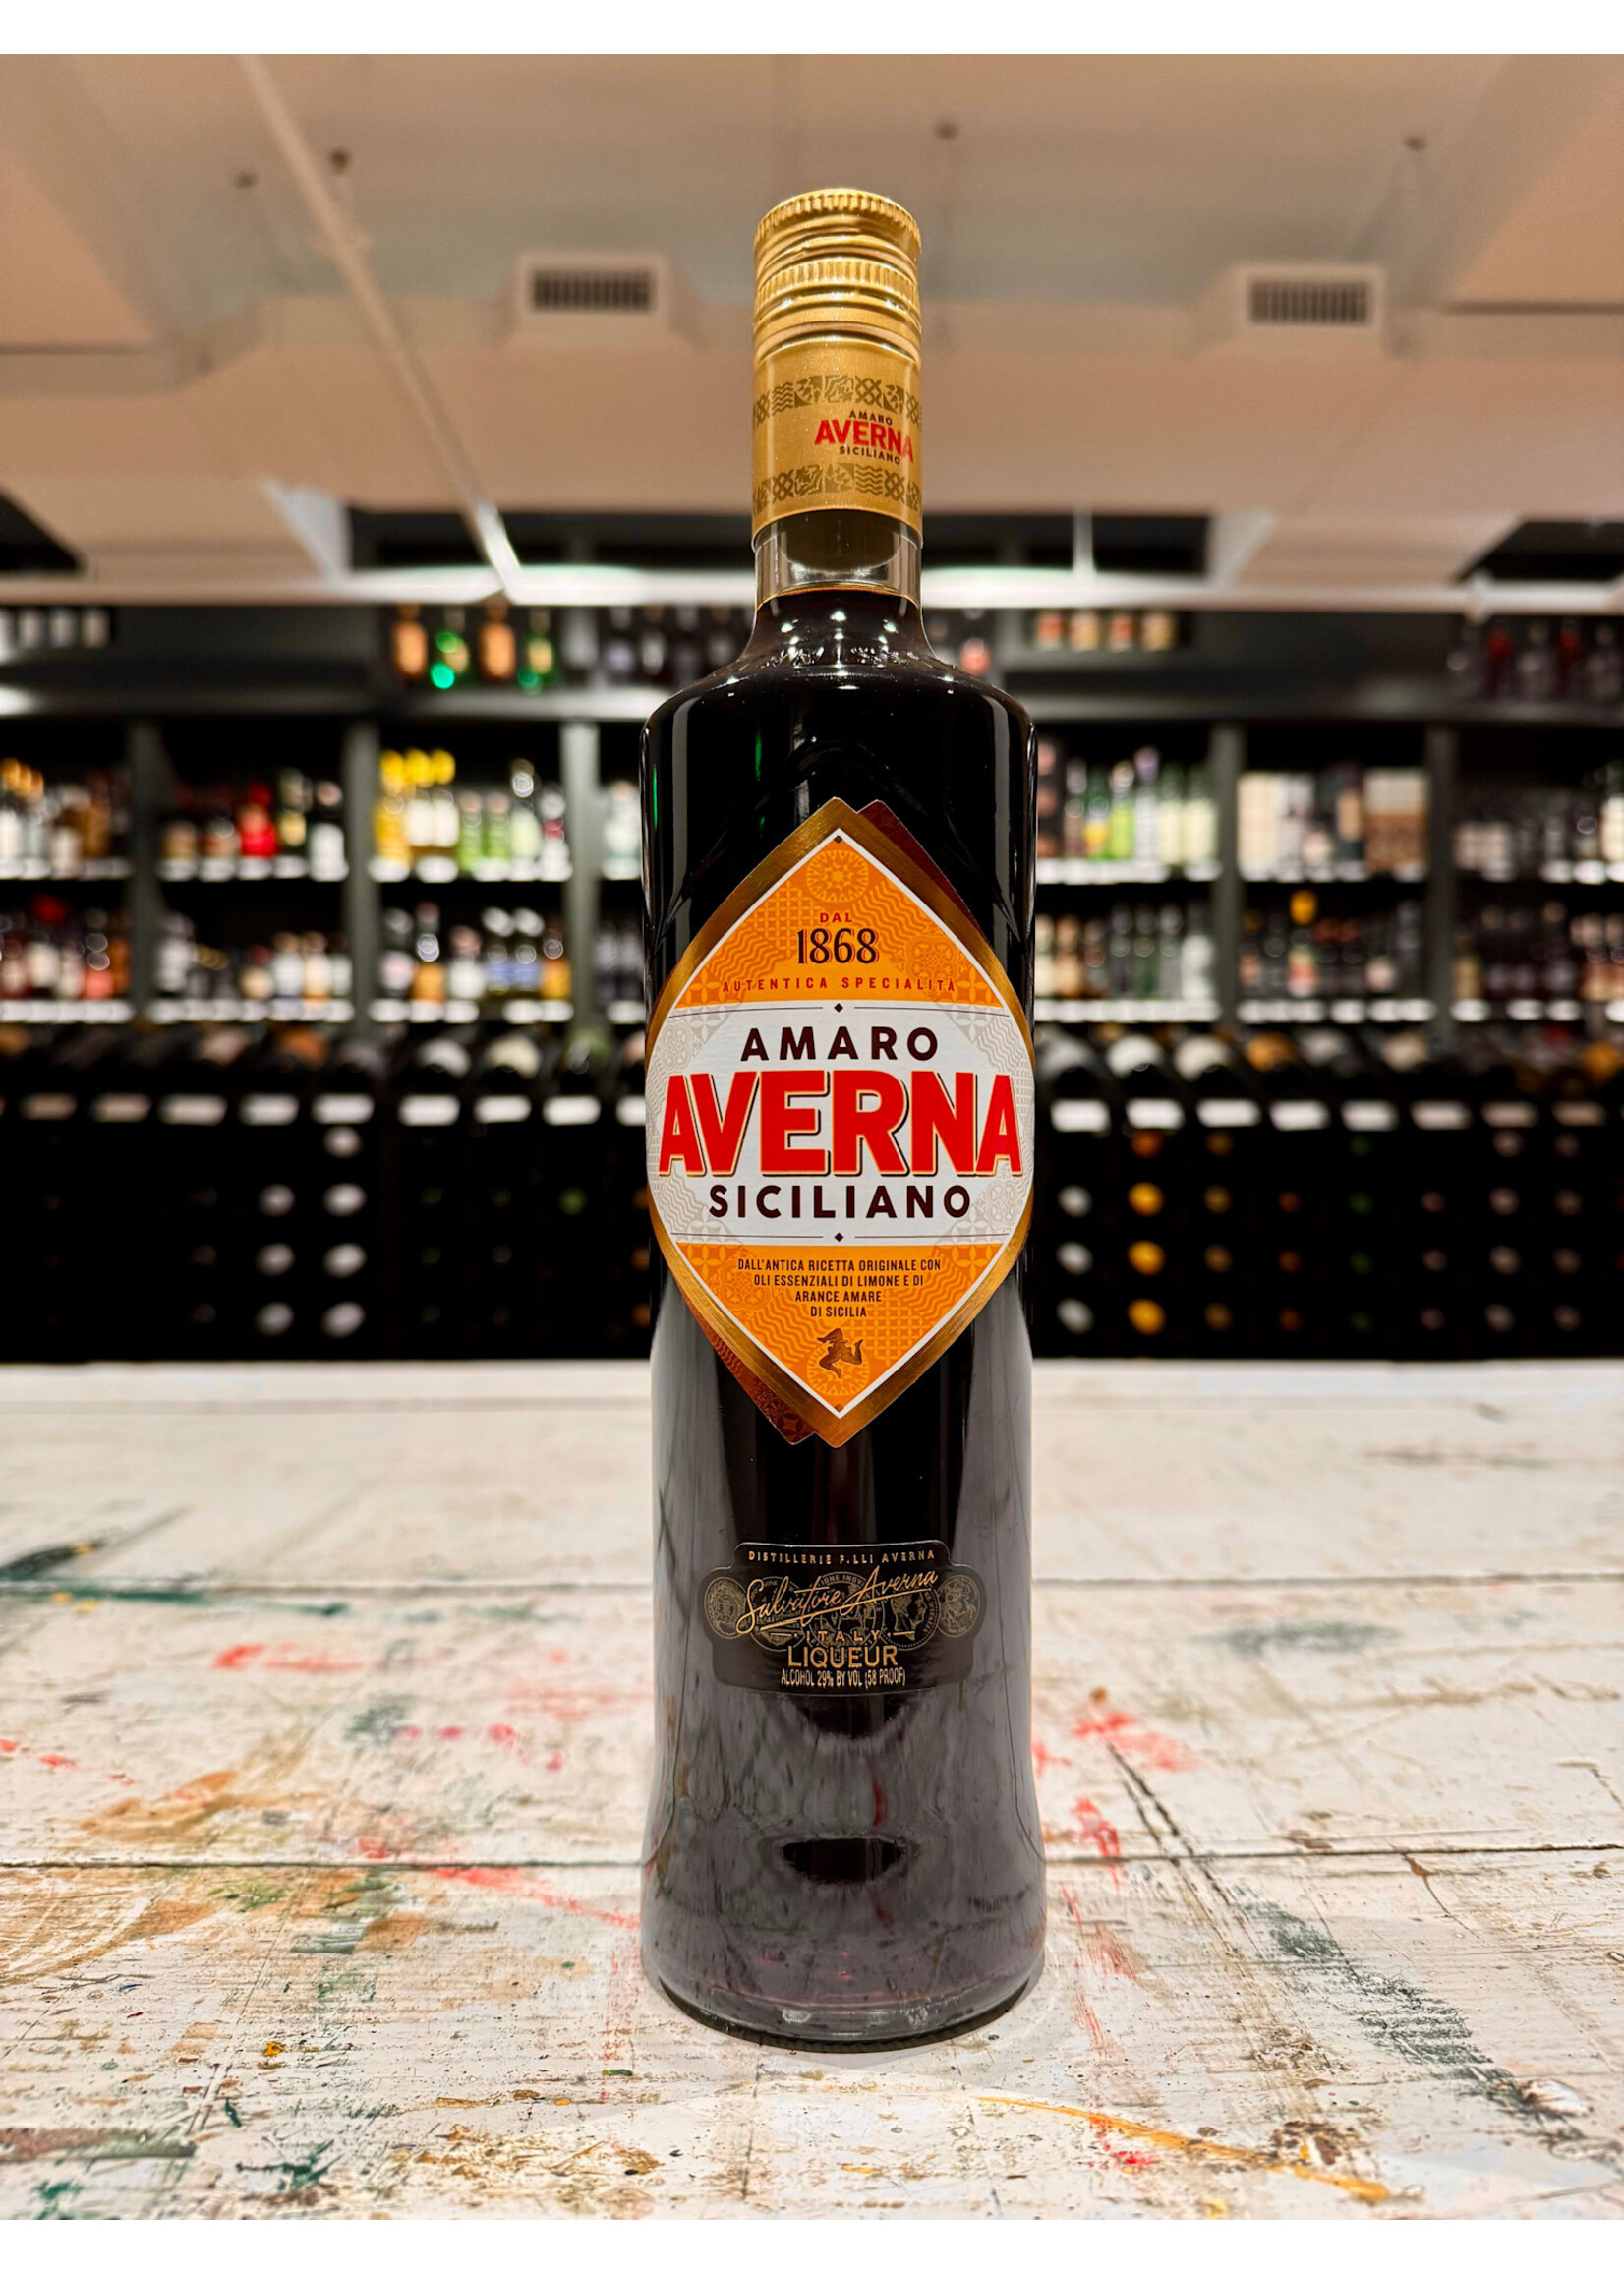 AMARO
AVERNA
SICILIANO
DAL
1868
AUTENTICA SPECIALITÀ
AMARO
AVERNA
SICILIANO
DALL'ANTICA RICETTA ORIGINALE CON
OLI ESSENZIALI DI LIMONE E DI
ARANCE AMARE
DI SICILIA
DISTILLERIE F.LLI AVERNA
Salvatore Averna
ITALY
LIQUEUR
ALCOHOL 29% BY VOL (58 PROOF)